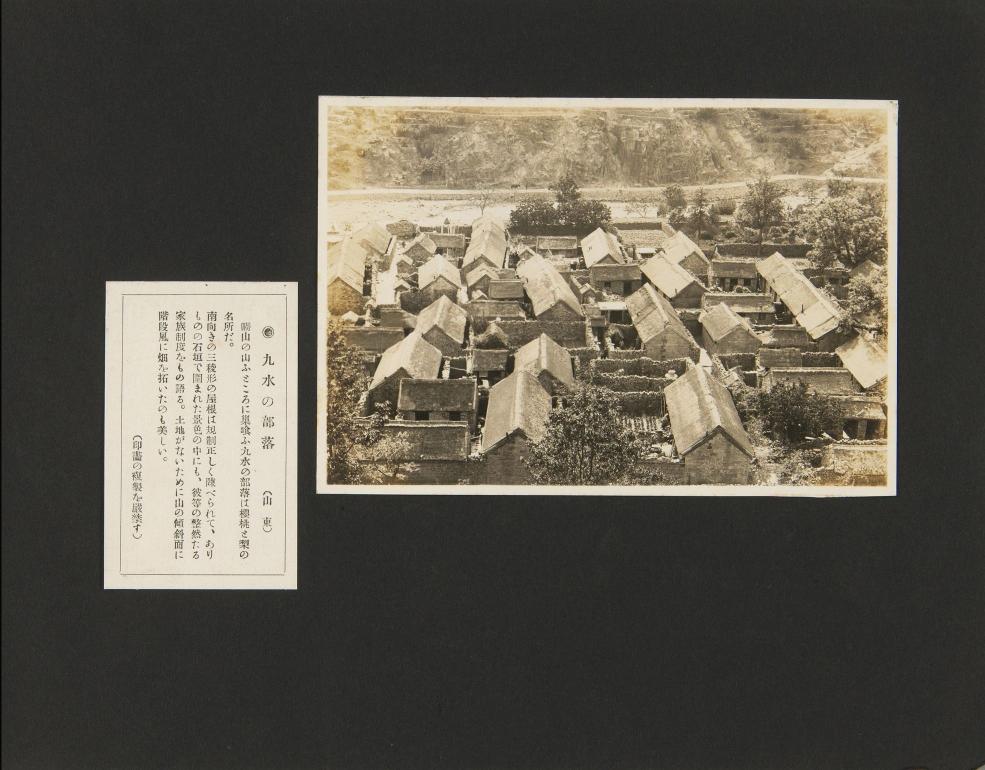 九水の部落 (山東)
嶗山の山ふところに巣喰ふ九水の部落は櫻桃と梨の
名所だ。
南向きの三稜形の屋根は規制正しく陳べられて、あり
ものの石垣で圍まれた景色の中にも、彼等の整然たる
家族制度をもの語る。土地がないために山の傾斜面に
階段風に畑を拓いたのも美しい。
(印畵の複製を嚴禁す)